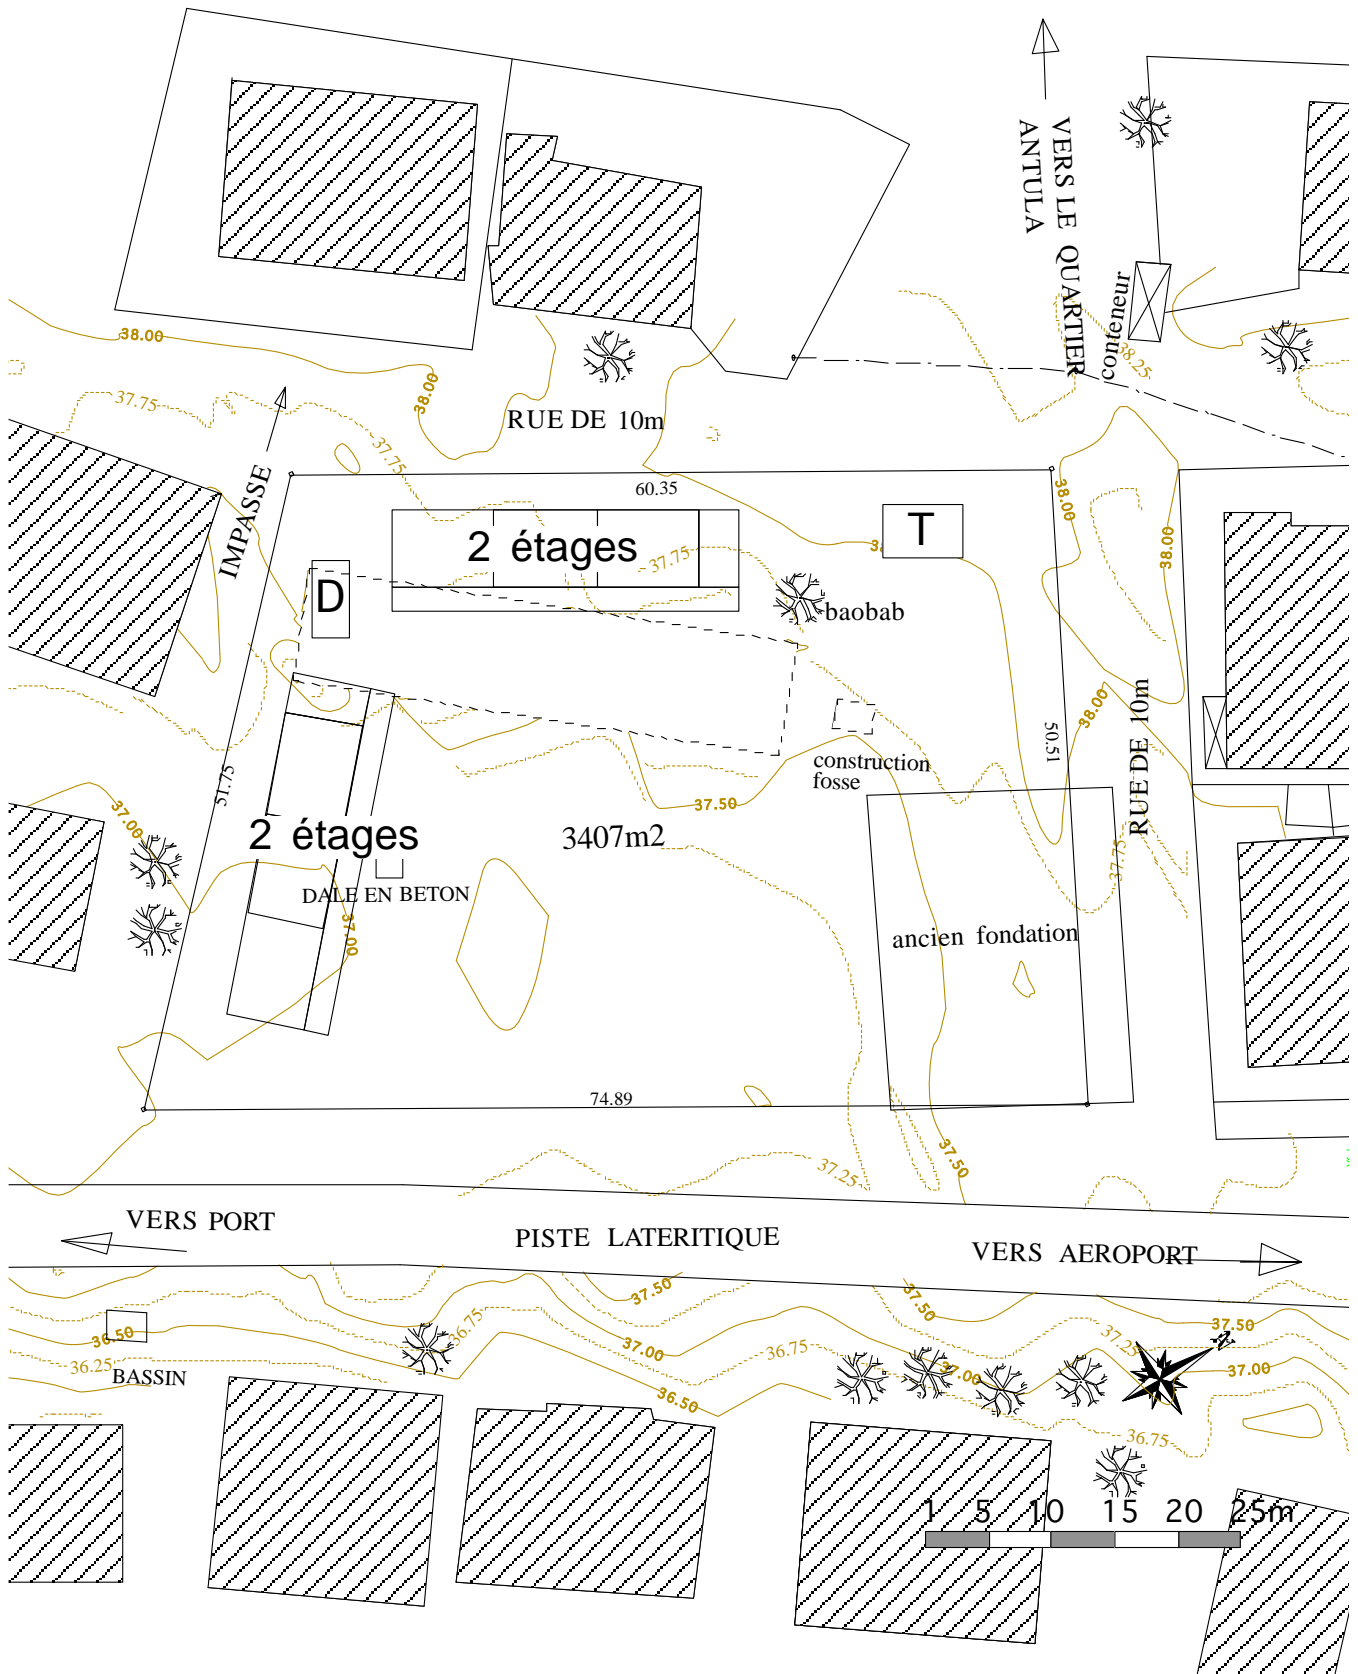 VERS LE QUARTIER
ANTULA
conteneur
38.25
38.00
38.00
37.75
37.75
RUE DE 10m
IMPASSE
60.35
38.00
38.00
2 étages
37.75
T
D
baobab
38.00
RUE DE 10m
50.51
51.75
construction
fosse
37.50
37.00
2 étages
3407m2
37.75
DALE EN BETON
37.00
ancien fondation
74.89
37.50
37.25
VERS PORT
PISTE LATERITIQUE
VERS AEROPORT
37.50
37.50
37.50
36.50
36.75
37.00
36.75
37.25
N
36.25
BASSIN
37.00
37.00
36.50
36.75
1 5 10 15 20 25m